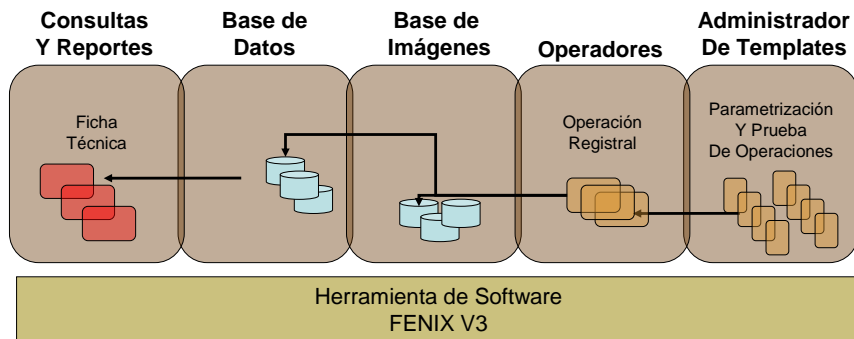 Consultas
Y Reportes
Base de
Datos
Base de
Imágenes
Operadores
Administrador
De Templates
Ficha
Técnica
Operación
Registral
Parametrización
Y Prueba
De Operaciones
Herramienta de Software
FENIX V3